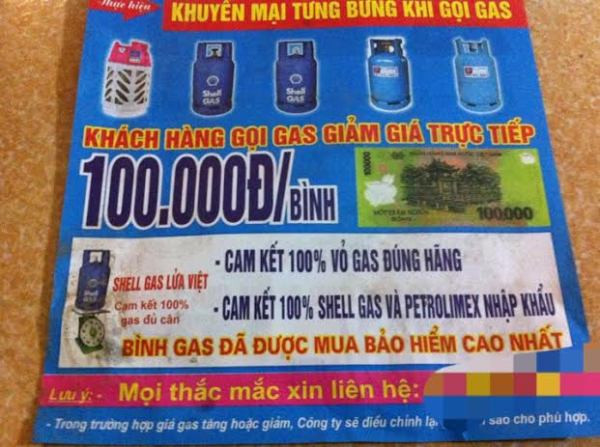 Thực hiện
KHUYẾN MẠI TƯNG BỪNG KHI GỌI GAS
Shell
GAS
Shell
GAS
KHÁCH HÀNG GỌI GAS GIẢM GIÁ TRỰC TIẾP
100.000Đ/BÌNH
100000
100.000
SHELL GAS LỬA VIỆT
Cam kết 100%
gas đủ cân
- CAM KẾT 100% VỎ GAS ĐÚNG HÃNG
- CAM KẾT 100% SHELL GAS VÀ PETROLIMEX NHẬP KHẨU
BÌNH GAS ĐÃ ĐƯỢC MUA BẢO HIỂM CAO NHẤT
Lưu ý: - Mọi thắc mắc xin liên hệ:
- Trong trường hợp giá gas tăng hoặc giảm, Công ty sẽ điều chỉnh lại sao cho phù hợp.